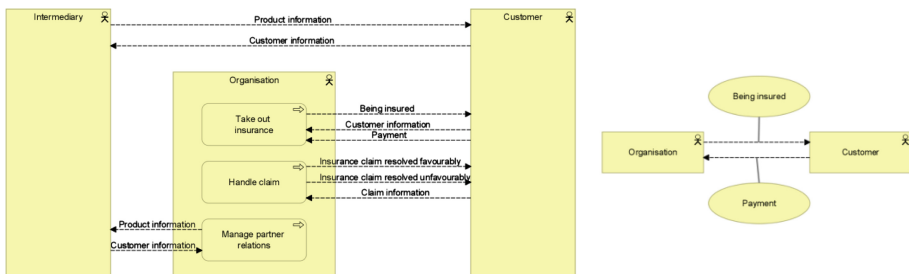 Intermediary
Customer
Product information
Customer information
Organisation
Take out
insurance
Being insured
Customer information
Payment
Handle claim
Insurance claim resolved favourably
Insurance claim resolved unfavourably
Claim information
Product information
Customer information
Manage partner
relations
Being insured
Organisation
Customer
Payment